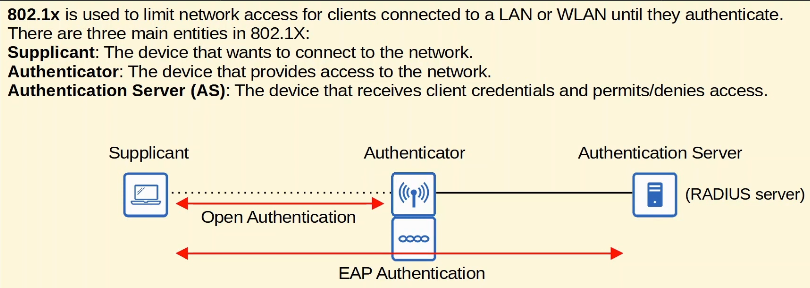 802.1x is used to limit network access for clients connected to a LAN or WLAN until they authenticate.
There are three main entities in 802.1X:
Supplicant: The device that wants to connect to the network.
Authenticator: The device that provides access to the network.
Authentication Server (AS): The device that receives client credentials and permits/denies access.
Supplicant
Authenticator
Authentication Server
(RADIUS server)
Open Authentication
EAP Authentication